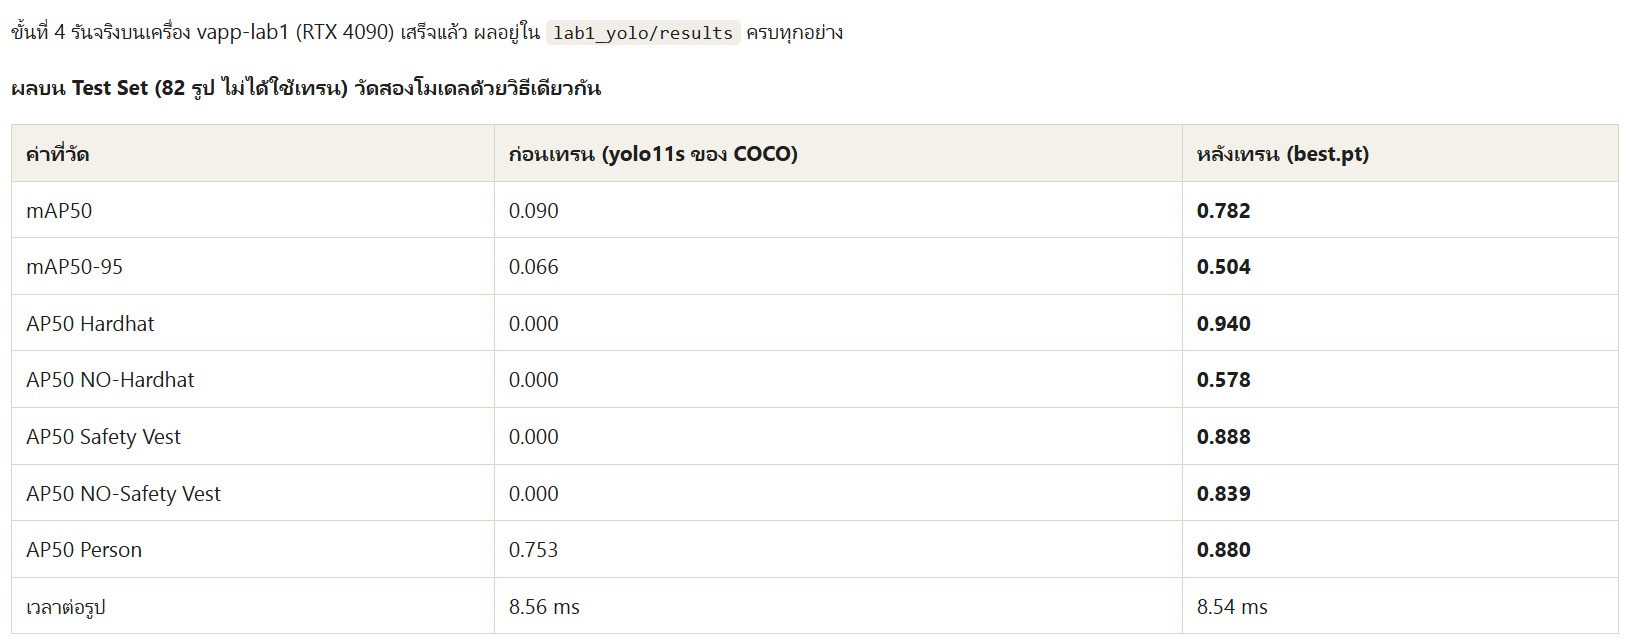 ขั้นที่ 4 รันจริงบนเครื่อง vapp-lab1 (RTX 4090) เสร็จแล้ว ผลอยู่ใน lab1_yolo/results ครบทุกอย่าง
ผลบน Test Set (82 รูป ไม่ได้ใช้เทรน) วัดสองโมเดลด้วยวิธีเดียวกัน
ค่าที่วัด ก่อนเทรน (yolo11s ของ COCO) หลังเทรน (best.pt)
mAP50 0.090 0.782
mAP50-95 0.066 0.504
AP50 Hardhat 0.000 0.940
AP50 NO-Hardhat 0.000 0.578
AP50 Safety Vest 0.000 0.888
AP50 NO-Safety Vest 0.000 0.839
AP50 Person 0.753 0.880
เวลาต่อรูป 8.56 ms 8.54 ms